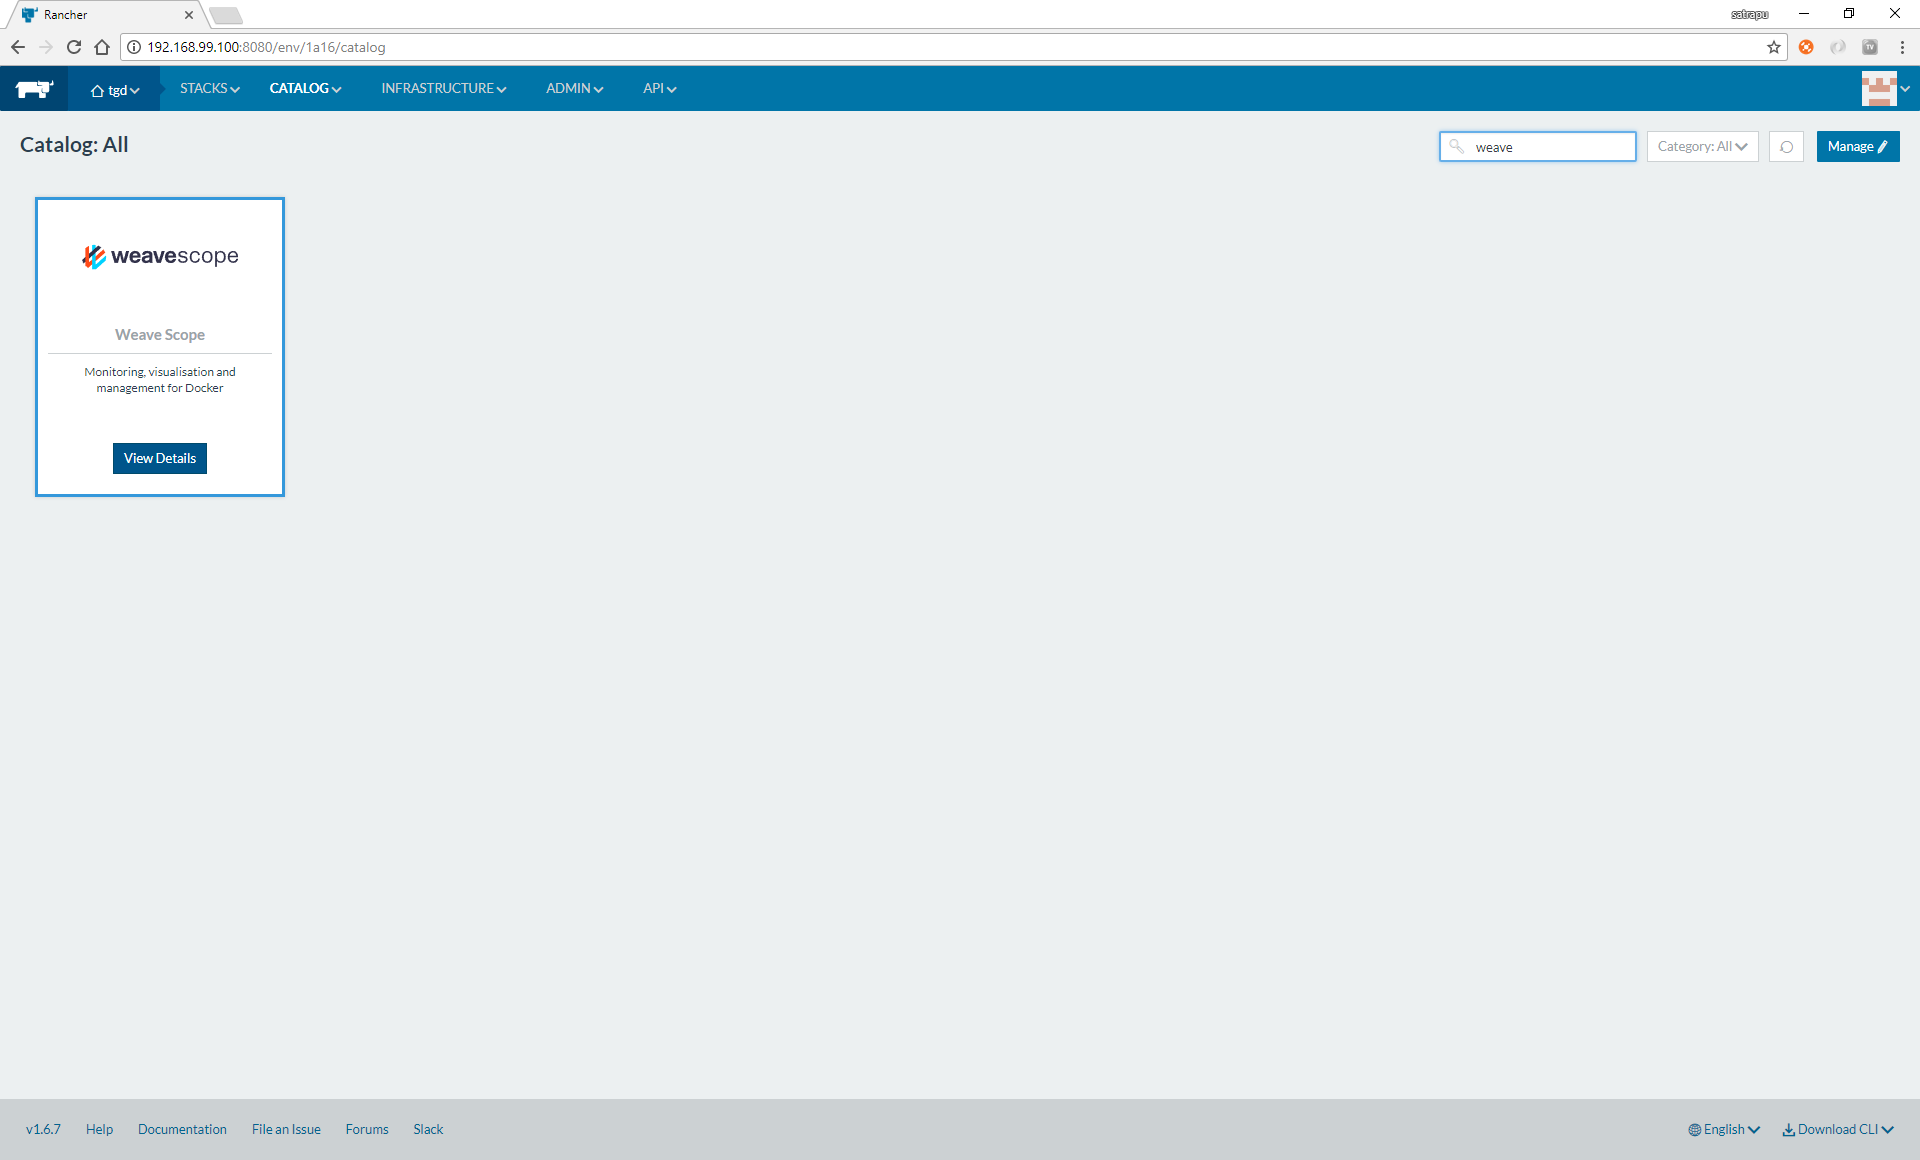 Rancher
satrapu
192.168.99.100:8080/env/1a16/catalog
TV
tgd STACKS CATALOG INFRASTRUCTURE ADMIN API
Catalog: All
weave
Category: All
Manage
weavescope
Weave Scope
Monitoring, visualisation and
management for Docker
View Details
v1.6.7 Help Documentation File an Issue Forums Slack
English Download CLI